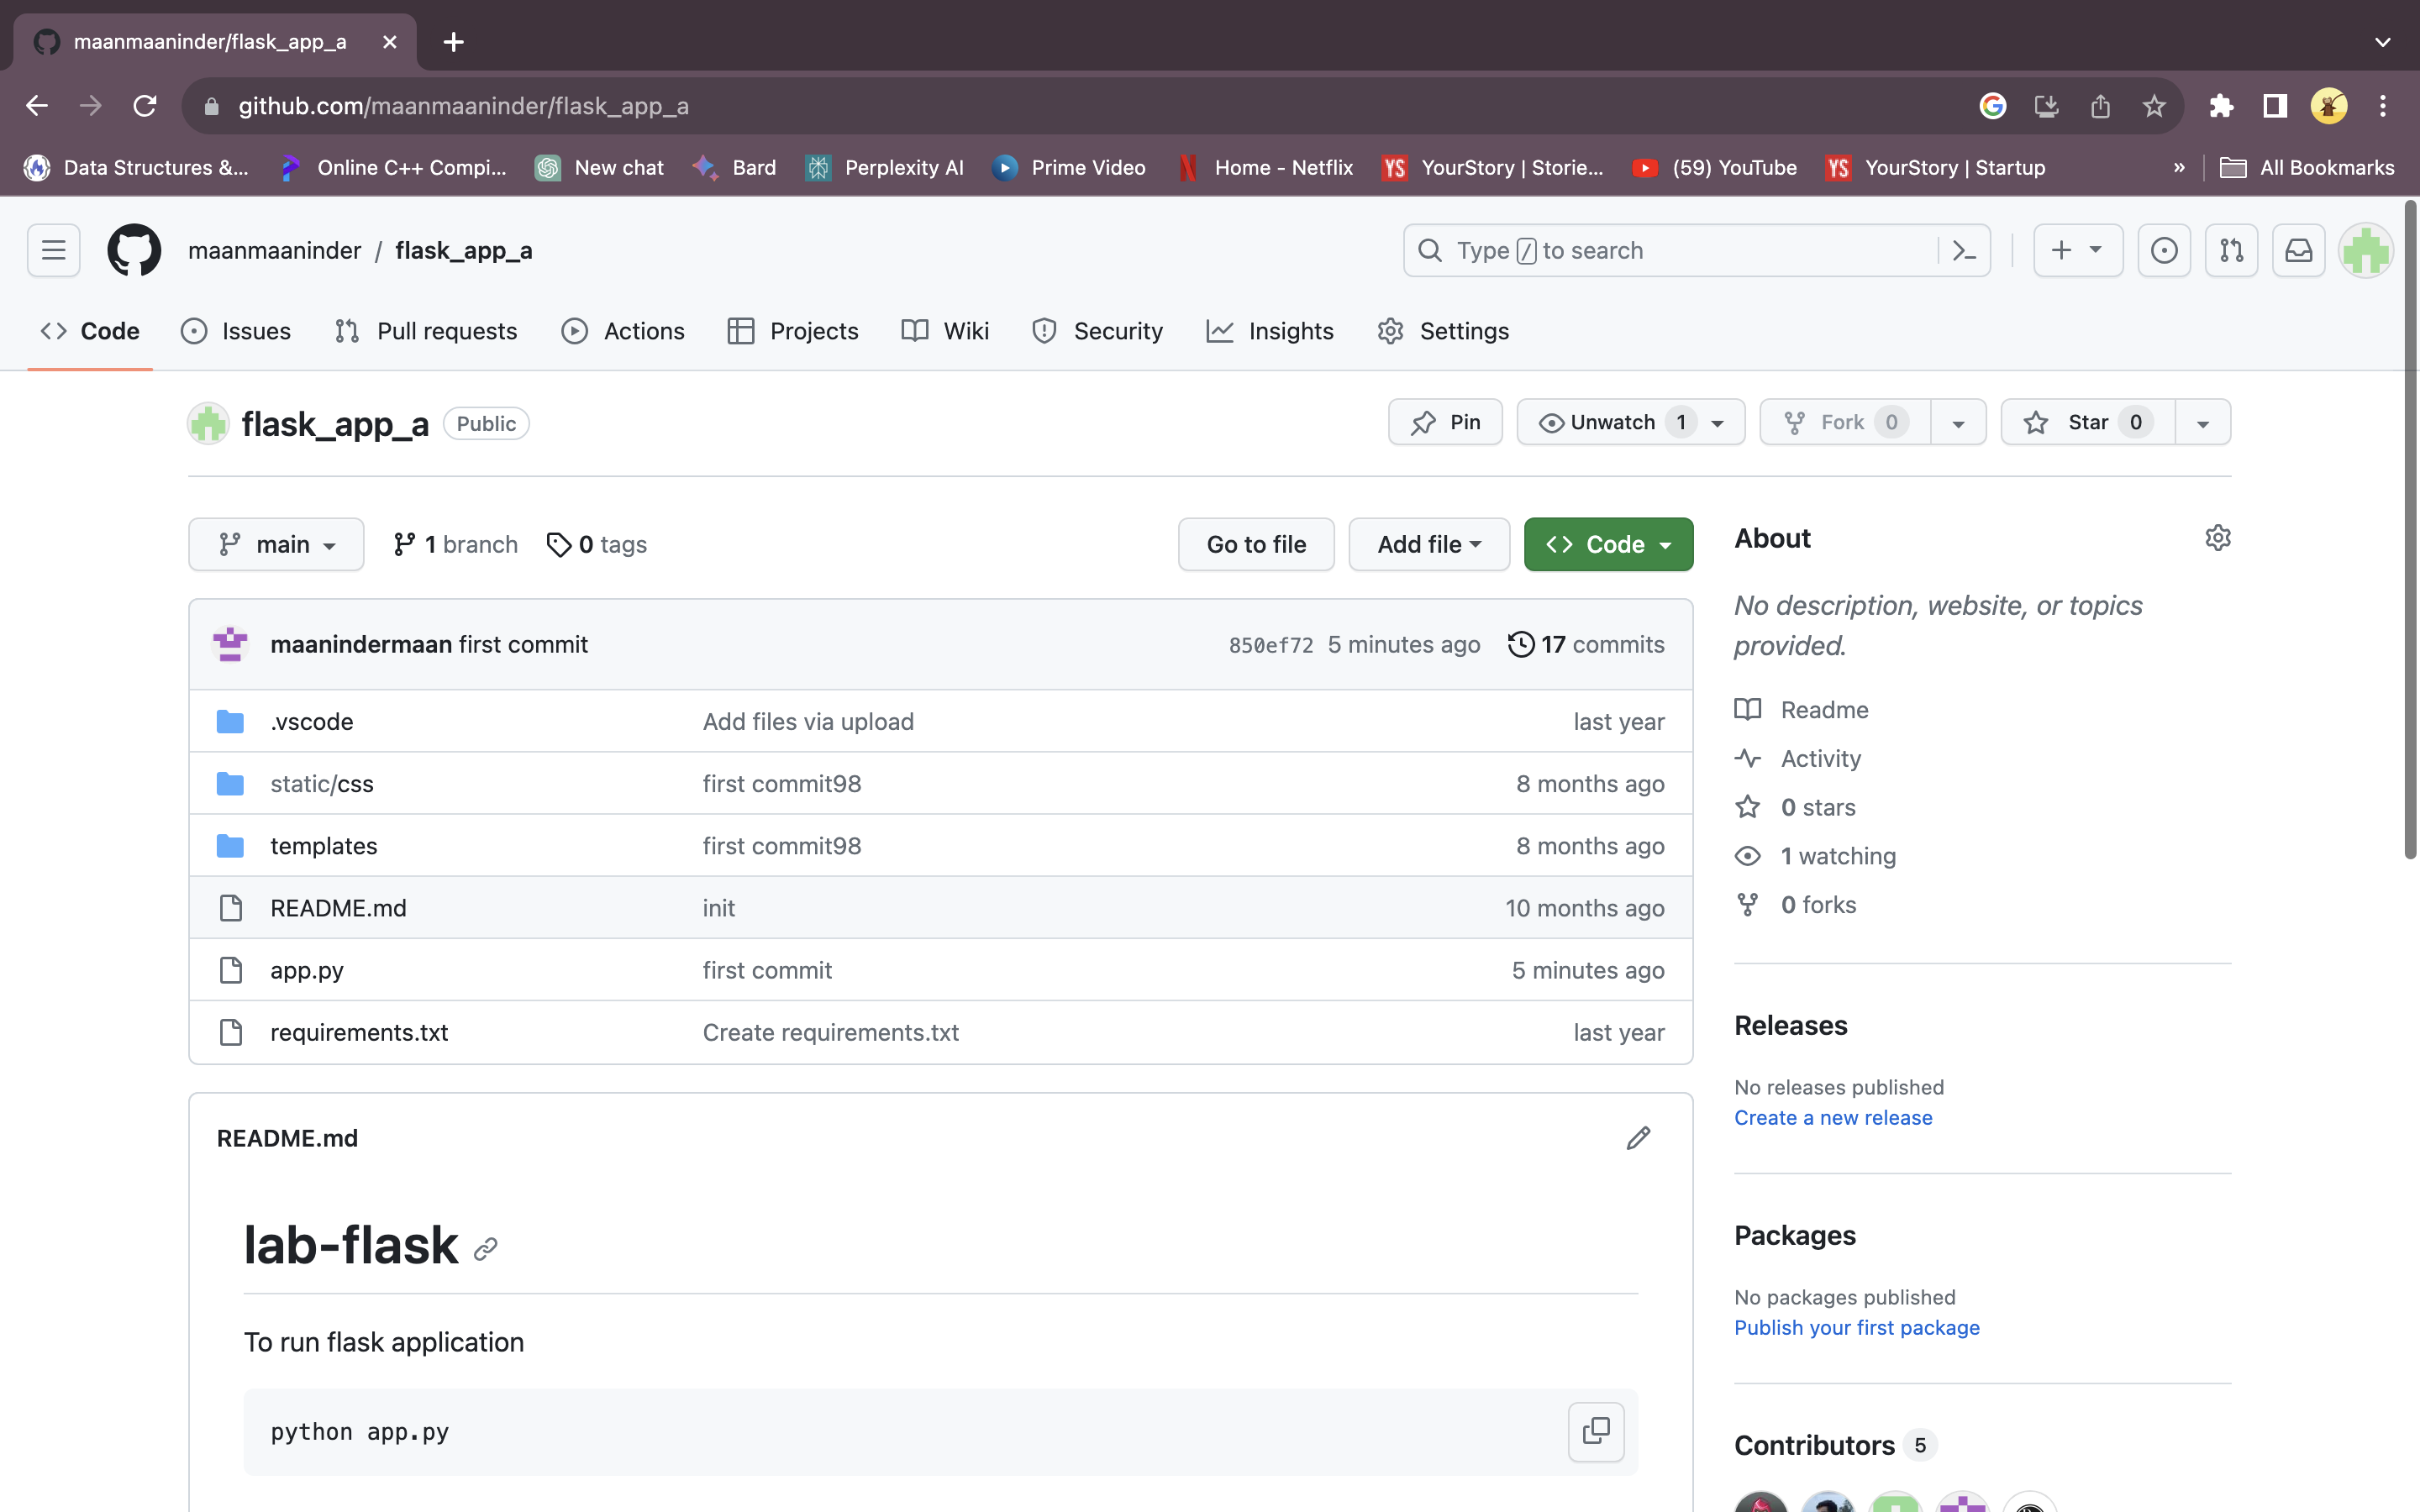 maanmaaninder/flask_app_a
github.com/maanmaaninder/flask_app_a
Data Structures &... Online C++ Compi... New chat Bard Perplexity AI Prime Video Home - Netflix YS YourStory | Storie... (59) YouTube YS YourStory | Startup » All Bookmarks
maanmaaninder / flask_app_a Type / to search
Code Issues Pull requests Actions Projects Wiki Security Insights Settings
flask_app_a Public Pin Unwatch 1 Fork 0 Star 0
main 1 branch 0 tags Go to file Add file Code
maanindermaan first commit 850ef72 5 minutes ago 17 commits
.vscode Add files via upload last year
static/css first commit98 8 months ago
templates first commit98 8 months ago
README.md init 10 months ago
app.py first commit 5 minutes ago
requirements.txt Create requirements.txt last year
README.md
lab-flask
To run flask application
python app.py
About
No description, website, or topics
provided.
Readme
Activity
0 stars
1 watching
0 forks
Releases
No releases published
Create a new release
Packages
No packages published
Publish your first package
Contributors 5